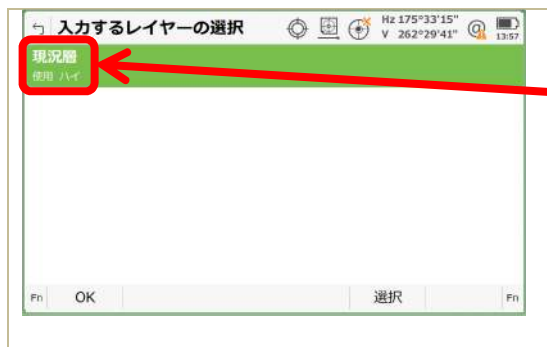 入力するレイヤーの選択
Hz 175°33'15"
V 262°29'41"
@
13:57
現況層
使用 ハイ
Fn OK 選択 Fn